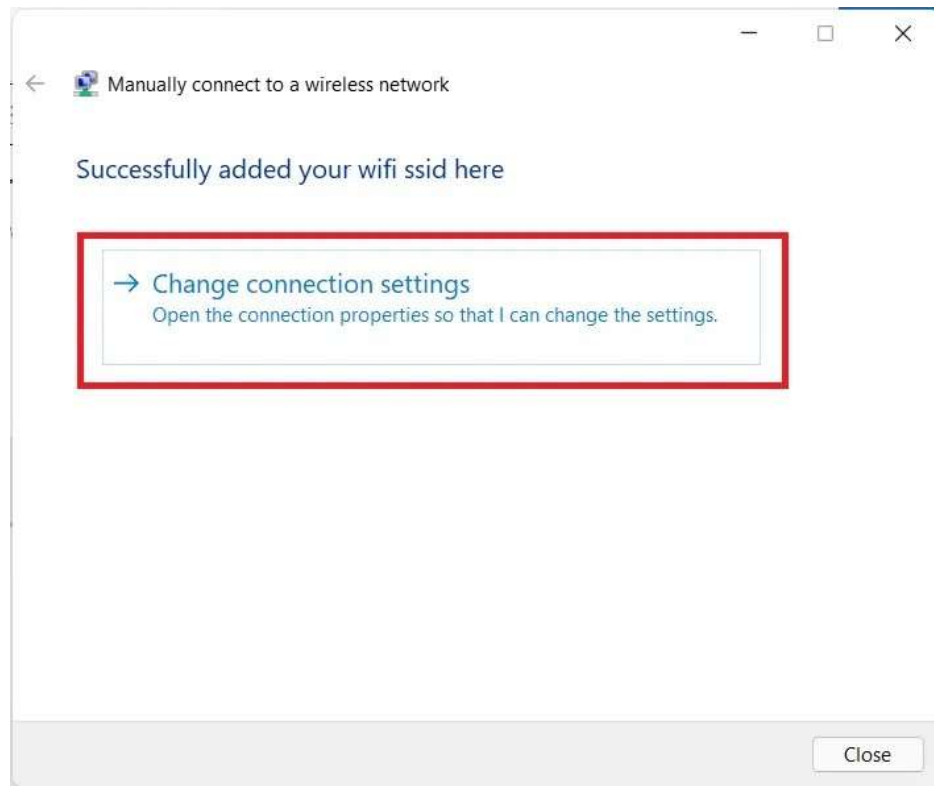 Manually connect to a wireless network
Successfully added your wifi ssid here
Change connection settings
Open the connection properties so that I can change the settings.
Close